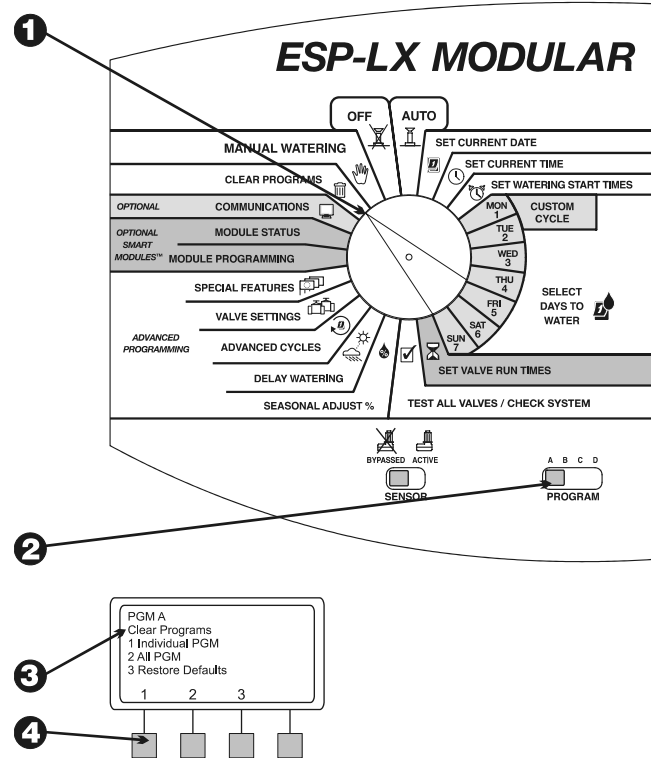 1
ESP-LX MODULAR
OFF
AUTO
MANUAL WATERING
SET CURRENT DATE
CLEAR PROGRAMS
SET CURRENT TIME
SET WATERING START TIMES
OPTIONAL
COMMUNICATIONS
MON
1
CUSTOM
CYCLE
OPTIONAL
SMART
MODULES™
MODULE STATUS
MODULE PROGRAMMING
TUE
2
WED
3
THU
4
FRI
5
SAT
6
SUN
7
SELECT
DAYS TO
WATER
SPECIAL FEATURES
VALVE SETTINGS
ADVANCED
PROGRAMMING
ADVANCED CYCLES
DELAY WATERING
SEASONAL ADJUST %
SET VALVE RUN TIMES
TEST ALL VALVES / CHECK SYSTEM
BYPASSED ACTIVE
SENSOR
A B C D
PROGRAM
2
3
PGM A
Clear Programs
1 Individual PGM
2 All PGM
3 Restore Defaults
1 2 3
4